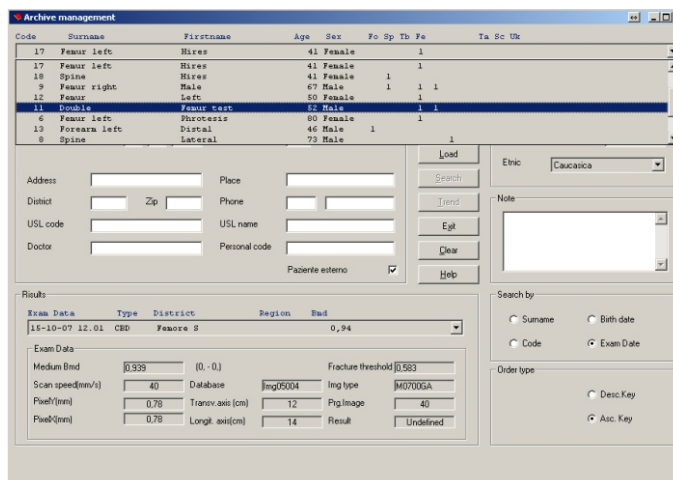 Archive management
Code Surname Firstname Age Sex Fo Sp Tb Fe Ta Sc Uk
17 Femur left Hires 41 Female 1
17 Femur left Hires 41 Female 1
18 Spine Hires 41 Female 1
9 Femur right Male 67 Male 1 1 1
12 Femur Left 50 Female 1
11 Double Femur test 52 Male 1 1
6 Femur left Phrotesis 80 Female 1
13 Forearm left Distal 46 Male 1
8 Spine Lateral 73 Male 1
Load
Etnic Caucasica
Address Place Search
District Zip Phone Trend Note
USL code USL name Exit
Doctor Personal code Clear
Paziente esterno Help
Risults Search by
Exam Data Type District Region Bmd
15-10-07 12.01 CBD Femore S 0,94
Surname Birth date
Code Exam Date
Exam Data
Medium Bmd 0,939 (0, - 0,) Fracture threshold 0,583
Order type
Scan speed(mm/s) 40 Database Img05004 Img type M0700GA
PixelY(mm) 0,78 Transv.axis (cm) 12 Prg.Image 40
Desc.Key
PixelX(mm) 0,78 Longit. axis(cm) 14 Result Undefined
Asc. Key